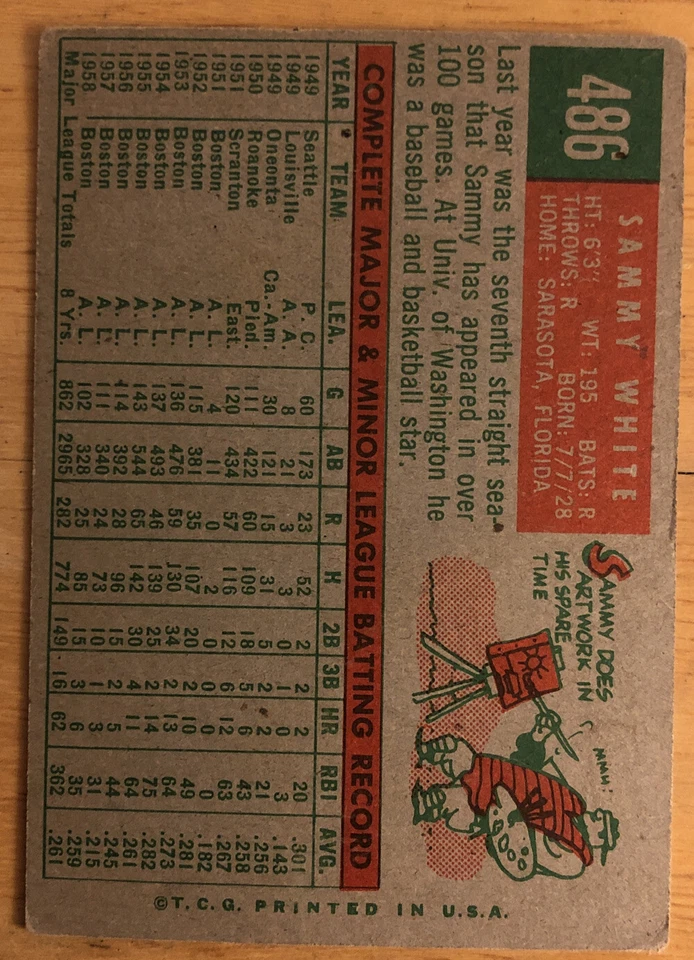 486
SAMMY WHITE
HT: 6'3" WT: 195 BATS: R
THROWS: R BORN: 7/7/28
HOME: SARASOTA, FLORIDA
Last year was the seventh straight sea-
son that Sammy has appeared in over
100 games. At Univ. of Washington he
was a baseball and basketball star.
SAMMY DOES
ARTWORK IN
HIS SPARE
TIME
MMM:
COMPLETE MAJOR & MINOR LEAGUE BATTING RECORD
YEAR TEAM LEA. G AB R H 2B 3B HR RBI AVG.
1949 Seattle P. C. 60 173 23 52 2 2 2 20 .301
1949 Louisville A. A. 8 21 3 3 0 1 0 3 .143
1949 Oneonta Ca.-Am. 30 121 15 31 5 2 2 21 .256
1950 Roanoke Pied. 111 422 60 109 18 5 6 43 .258
1951 Scranton East. 120 434 57 116 12 6 12 63 .267
1951 Boston A. L. 4 11 0 2 0 0 0 0 .182
1952 Boston A. L. 115 381 35 107 20 2 10 49 .281
1953 Boston A. L. 136 476 59 130 34 2 13 64 .273
1954 Boston A. L. 137 493 46 139 25 2 14 75 .282
1955 Boston A. L. 143 544 65 142 30 4 11 64 .261
1956 Boston A. L. 114 392 28 96 15 2 5 44 .245
1957 Boston A. L. 111 340 24 73 10 1 3 31 .215
1958 Boston A. L. 102 328 25 85 15 3 6 35 .259
Major League Totals 8 Yrs. 862 2965 282 774 149 16 62 362 .261
©T.C.G. PRINTED IN U.S.A.